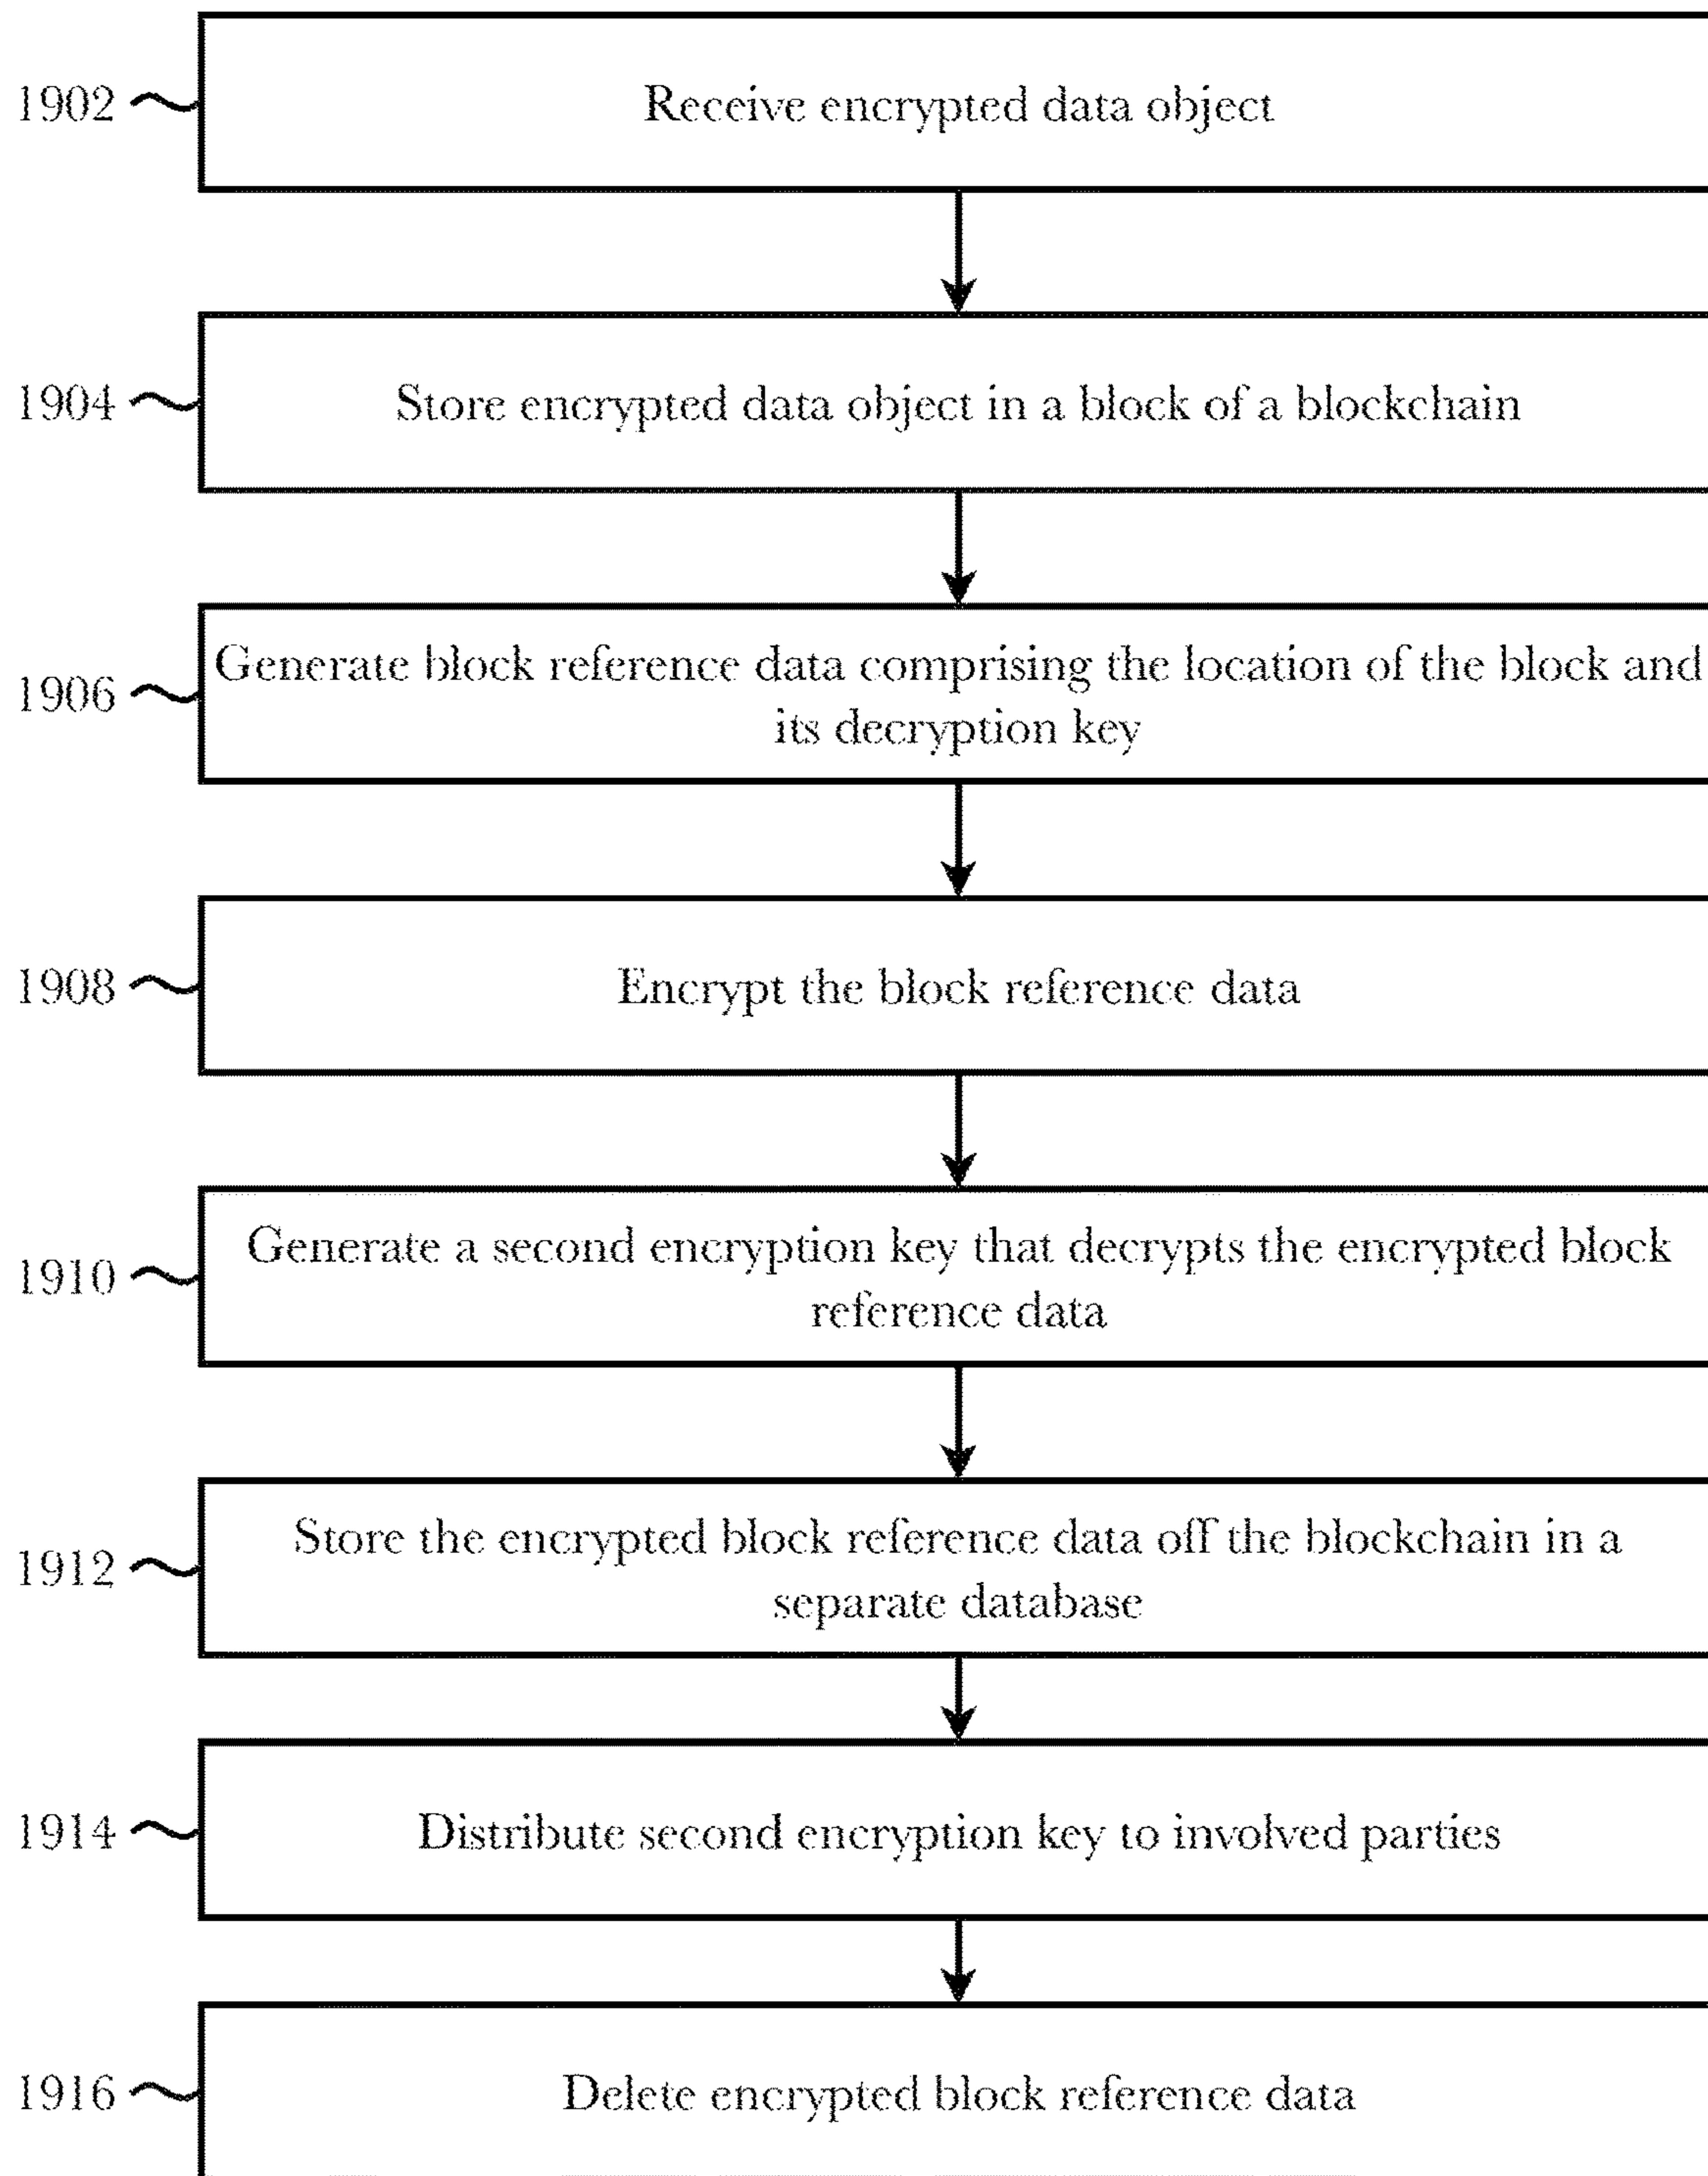 1902
Receive encrypted data object
1904
Store encrypted data object in a block of a blockchain
1906
Generate block reference data comprising the location of the block and
its decryption key
1908
Encrypt the block reference data
1910
Generate a second encryption key that decrypts the encrypted block
reference data
1912
Store the encrypted block reference data off the blockchain in a
separate database
1914
Distribute second encryption key to involved parties
1916
Delete encrypted block reference data